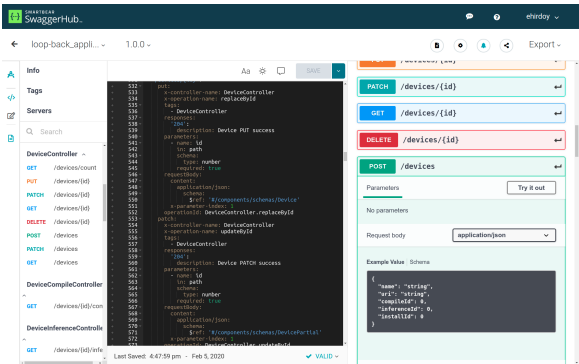 SMARTBEAR
SwaggerHub
ehirdoy
loop-back_appli...
1.0.0
Export
Info
Tags
Servers
Search
DeviceController
GET /devices/count
PUT /devices/{id}
PATCH /devices/{id}
GET /devices/{id}
DELETE /devices/{id}
POST /devices
PATCH /devices
GET /devices
DeviceCompileController
GET /devices/{id}/com
DeviceInferenceControlle
GET /devices/{id}/infe
Aa
SAVE
532 put:
533 x-controller-name: DeviceController
534 x-operation-name: replaceById
535 tags:
536 - DeviceController
537 responses:
538 '204':
539 description: Device PUT success
540 parameters:
541 - name: id
542 in: path
543 schema:
544 type: number
545 required: true
546 requestBody:
547 content:
548 application/json:
549 schema:
550 $ref: '#/components/schemas/Device'
551 x-parameter-index: 1
552 operationId: DeviceController.replaceById
553 patch:
554 x-controller-name: DeviceController
555 x-operation-name: updateById
556 tags:
557 - DeviceController
558 responses:
559 '204':
560 description: Device PATCH success
561 parameters:
562 - name: id
563 in: path
564 schema:
565 type: number
566 required: true
567 requestBody:
568 content:
569 application/json:
570 schema:
571 $ref: '#/components/schemas/DevicePartial'
572 x-parameter-index: 1
573 operationId: DeviceController.updateById
Last Saved: 4:47:59 pm - Feb 5, 2020
VALID
PUT /devices/{id}
PATCH /devices/{id}
GET /devices/{id}
DELETE /devices/{id}
POST /devices
Parameters
Try it out
No parameters
Request body
application/json
Example Value Schema
{
"name": "string",
"uri": "string",
"compileId": 0,
"inferenceId": 0,
"installId": 0
}